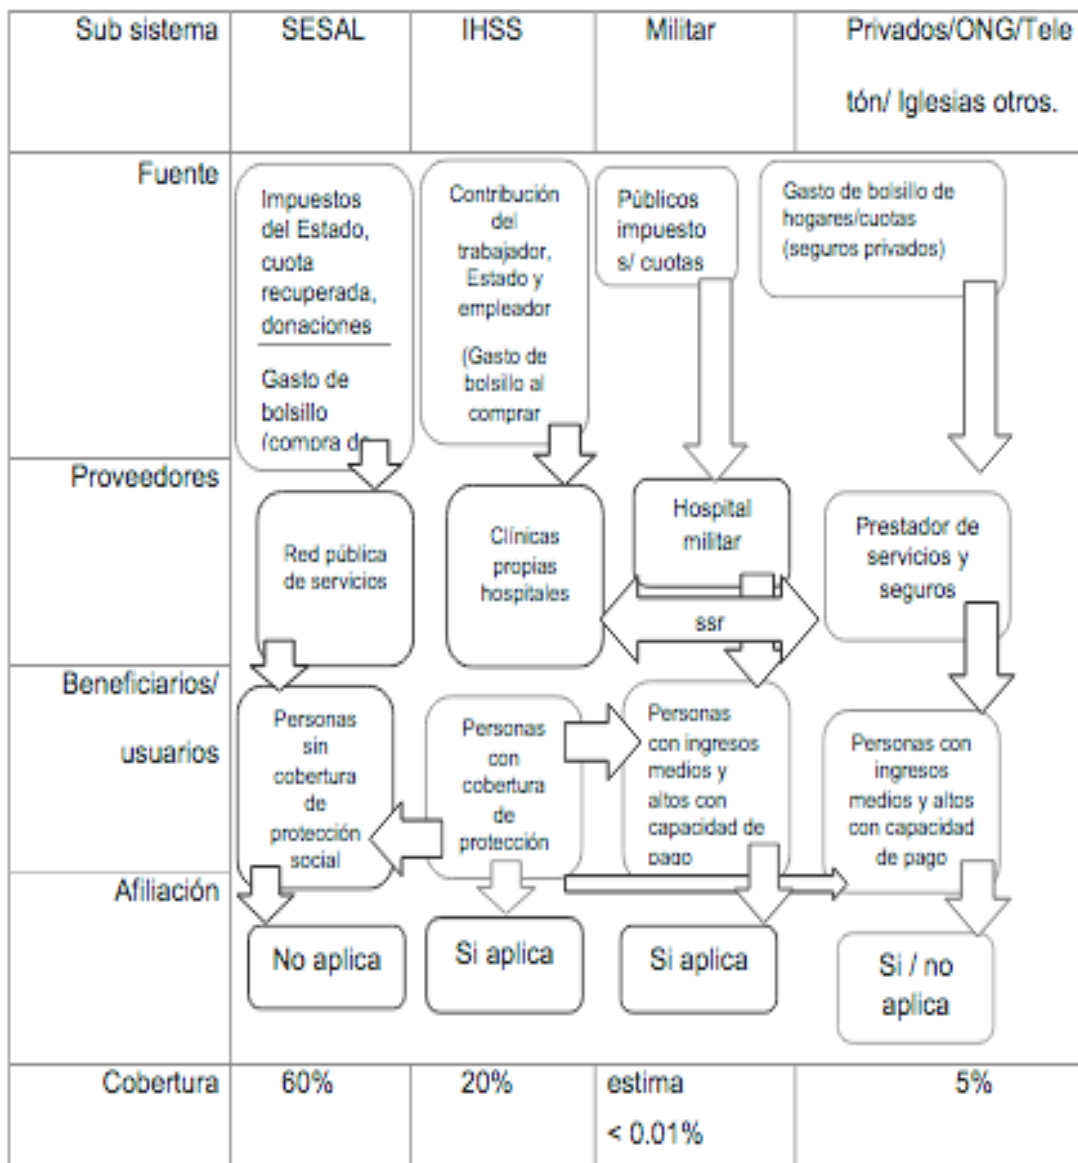 Sub sistema
SESAL
IHSS
Militar
Privados/ONG/Tele
tón/ Iglesias otros.
Fuente
Impuestos
del Estado,
cuota
recuperada,
donaciones
Gasto de
bolsillo
(compra de
Contribución
del
trabajador,
Estado y
empleador
(Gasto de
bolsillo al
comprar
Públicos
impuesto
s/ cuotas
Gasto de bolsillo de
hogares/cuotas
(seguros privados)
Proveedores
Red pública
de servicios
Clínicas
propias
hospitales
Hospital
militar
ssr
Prestador de
servicios y
seguros
Beneficiarios/
usuarios
Personas
sin
cobertura
de
protección
social
Personas
con
cobertura
de
protección
Personas
con ingresos
medios y
altos con
capacidad de
pago
Personas con
ingresos
medios y altos
con capacidad
de pago
Afiliación
No aplica
Si aplica
Si aplica
Si / no
aplica
Cobertura
60%
20%
estima
< 0.01%
5%